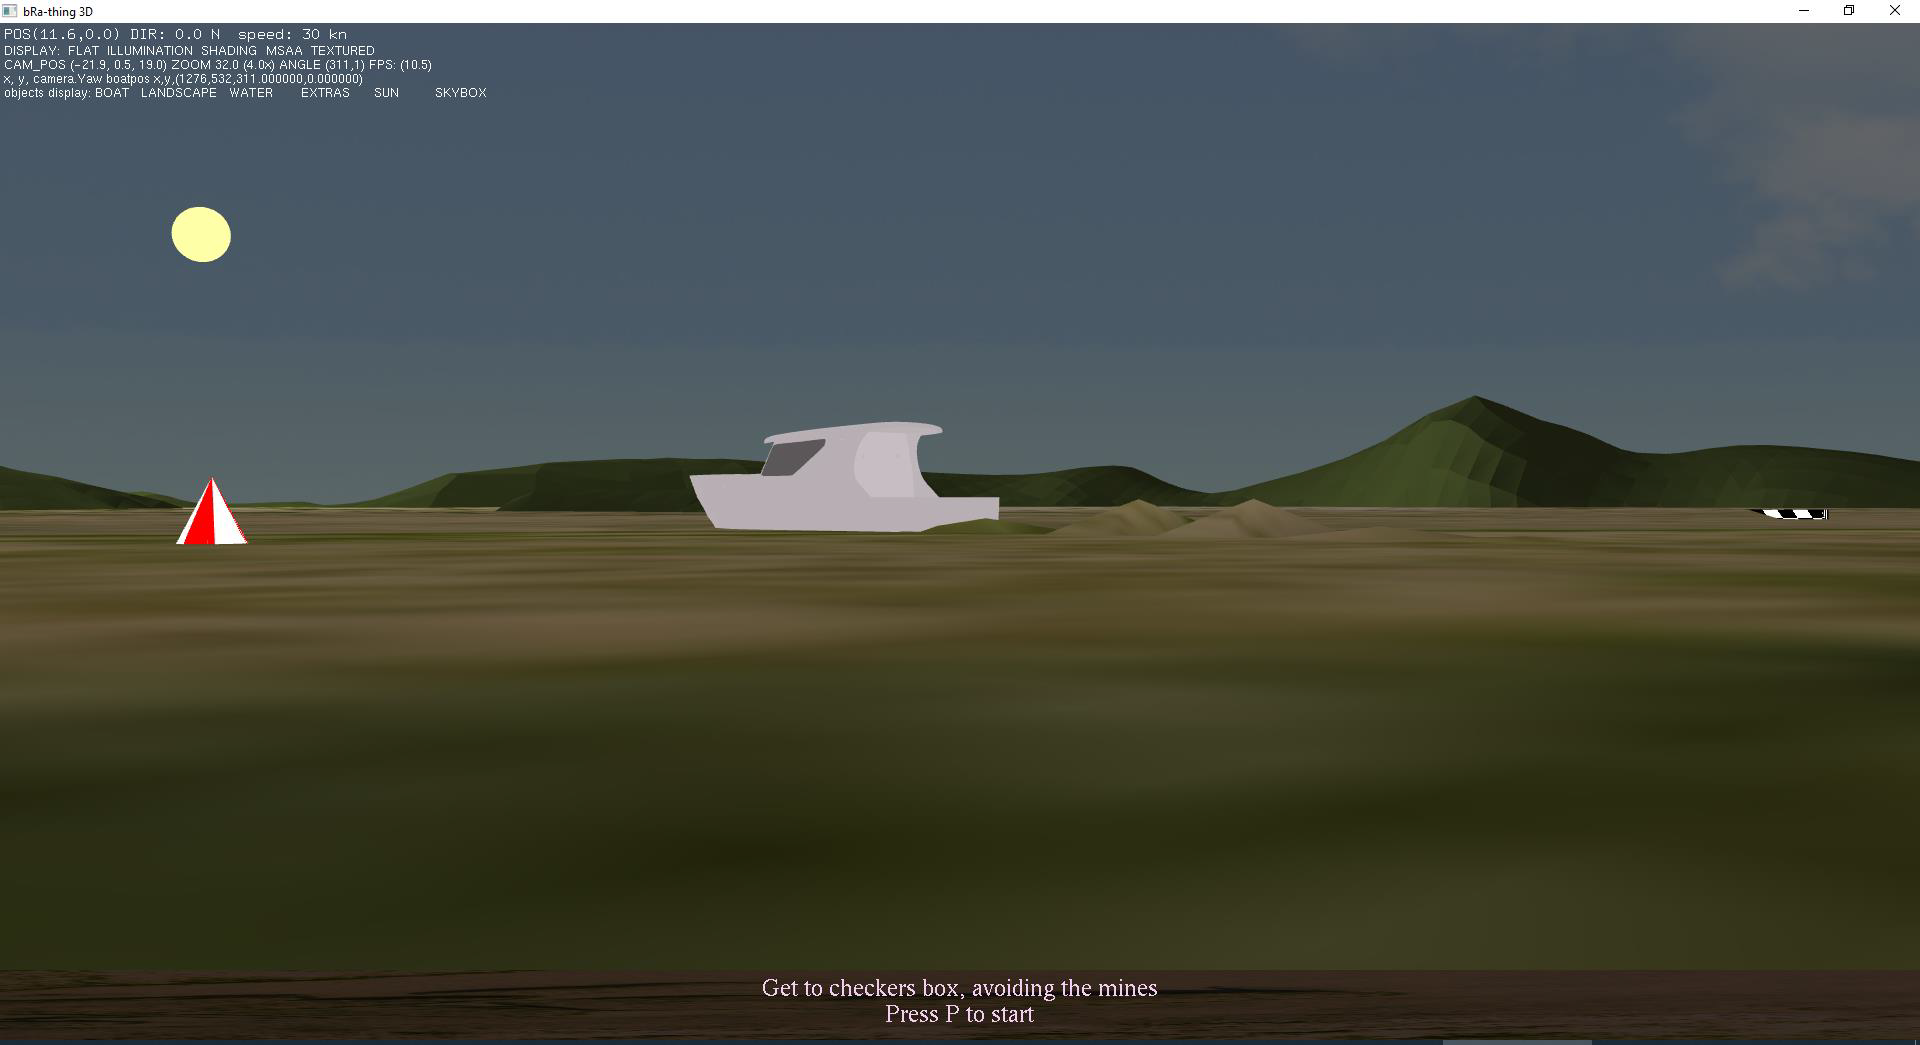 bRa-thing 3D
POS(11.6,0.0) DIR: 0.0 N speed: 30 kn
DISPLAY: FLAT ILLUMINATION SHADING MSAA TEXTURED
CAM_POS (-21.9, 0.5, 19.0) ZOOM 32.0 (4.0x) ANGLE (311,1) FPS: (10.5)
x, y, camera.Yaw boatpos x,y,(1276,532,311.000000,0.000000)
objects display: BOAT LANDSCAPE WATER EXTRAS SUN SKYBOX
Get to checkers box, avoiding the mines
Press P to start